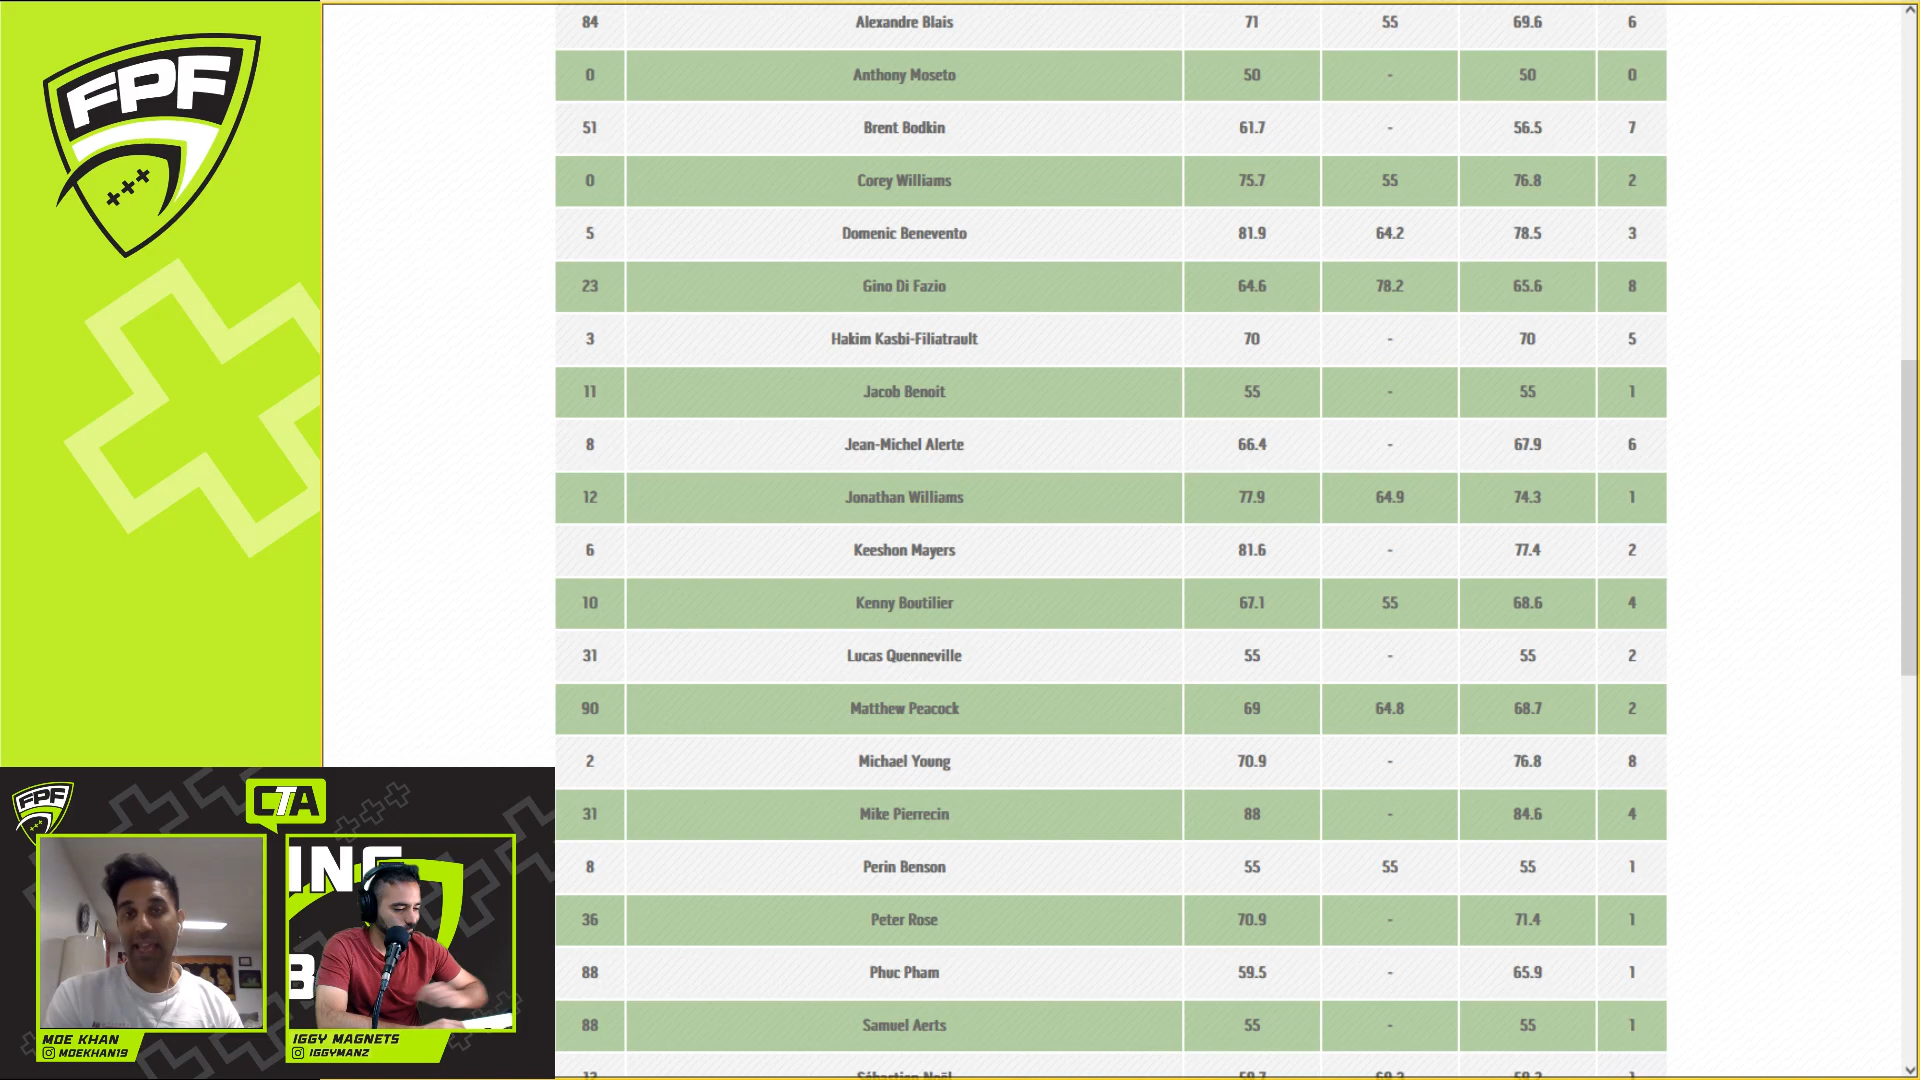 FPF
84 Alexandre Blais 71 55 69.6 6
0 Anthony Moseto 50 - 50 0
51 Brent Bodkin 61.7 - 56.5 7
0 Corey Williams 75.7 55 76.8 2
5 Domenic Benevento 81.9 64.2 78.5 3
23 Gino Di Fazio 64.6 78.2 65.6 8
3 Hakim Kasbi-Filiatrault 70 - 70 5
11 Jacob Benoit 55 - 55 1
8 Jean-Michel Alerte 66.4 - 67.9 6
12 Jonathan Williams 77.9 64.9 74.3 1
6 Keeshon Mayers 81.6 - 77.4 2
10 Kenny Boutilier 67.1 55 68.6 4
31 Lucas Quenneville 55 - 55 2
90 Matthew Peacock 69 64.8 68.7 2
2 Michael Young 70.9 - 76.8 8
31 Mike Pierrecin 88 - 84.6 4
8 Perin Benson 55 55 55 1
36 Peter Rose 70.9 - 71.4 1
88 Phuc Pham 59.5 - 65.9 1
88 Samuel Aerts 55 - 55 1
FPF
CTA
ING
B
MOE KHAN
MOEKHAN19
IGGY MAGNETS
IGGYMANZ